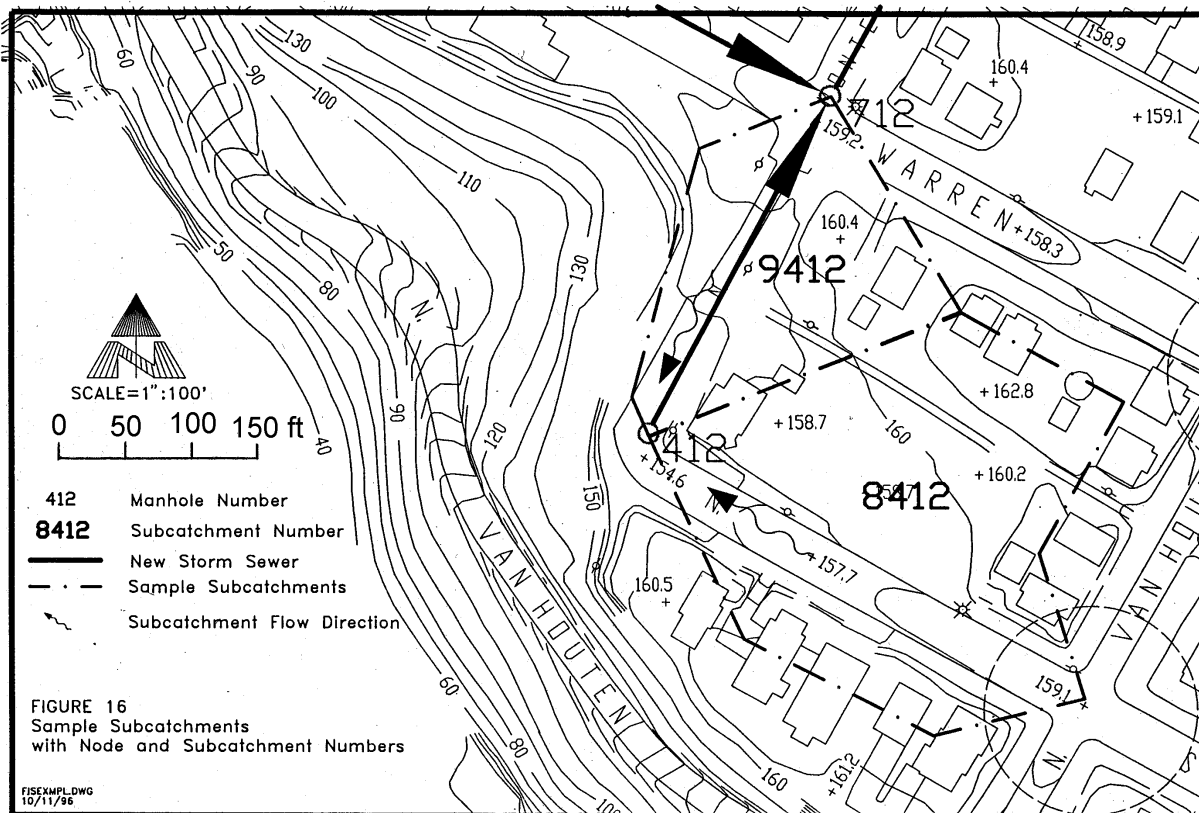 60
90
130
100
110
50
80
130
N.
40
90
120
150
60
80
100
160
158.9
160.4
159.1
712
159.2
WARREN
158.3
160.4
9412
162.8
158.7
160
412
154.6
160.2
8412
N.
157.7
160.5
VAN HOUTEN
VAN H
159.1
N.
161.2
S
SCALE=1":100'
0 50 100 150 ft
412 Manhole Number
8412 Subcatchment Number
New Storm Sewer
Sample Subcatchments
Subcatchment Flow Direction
FIGURE 16
Sample Subcatchments
with Node and Subcatchment Numbers
FISEXMPL.DWG
10/11/96